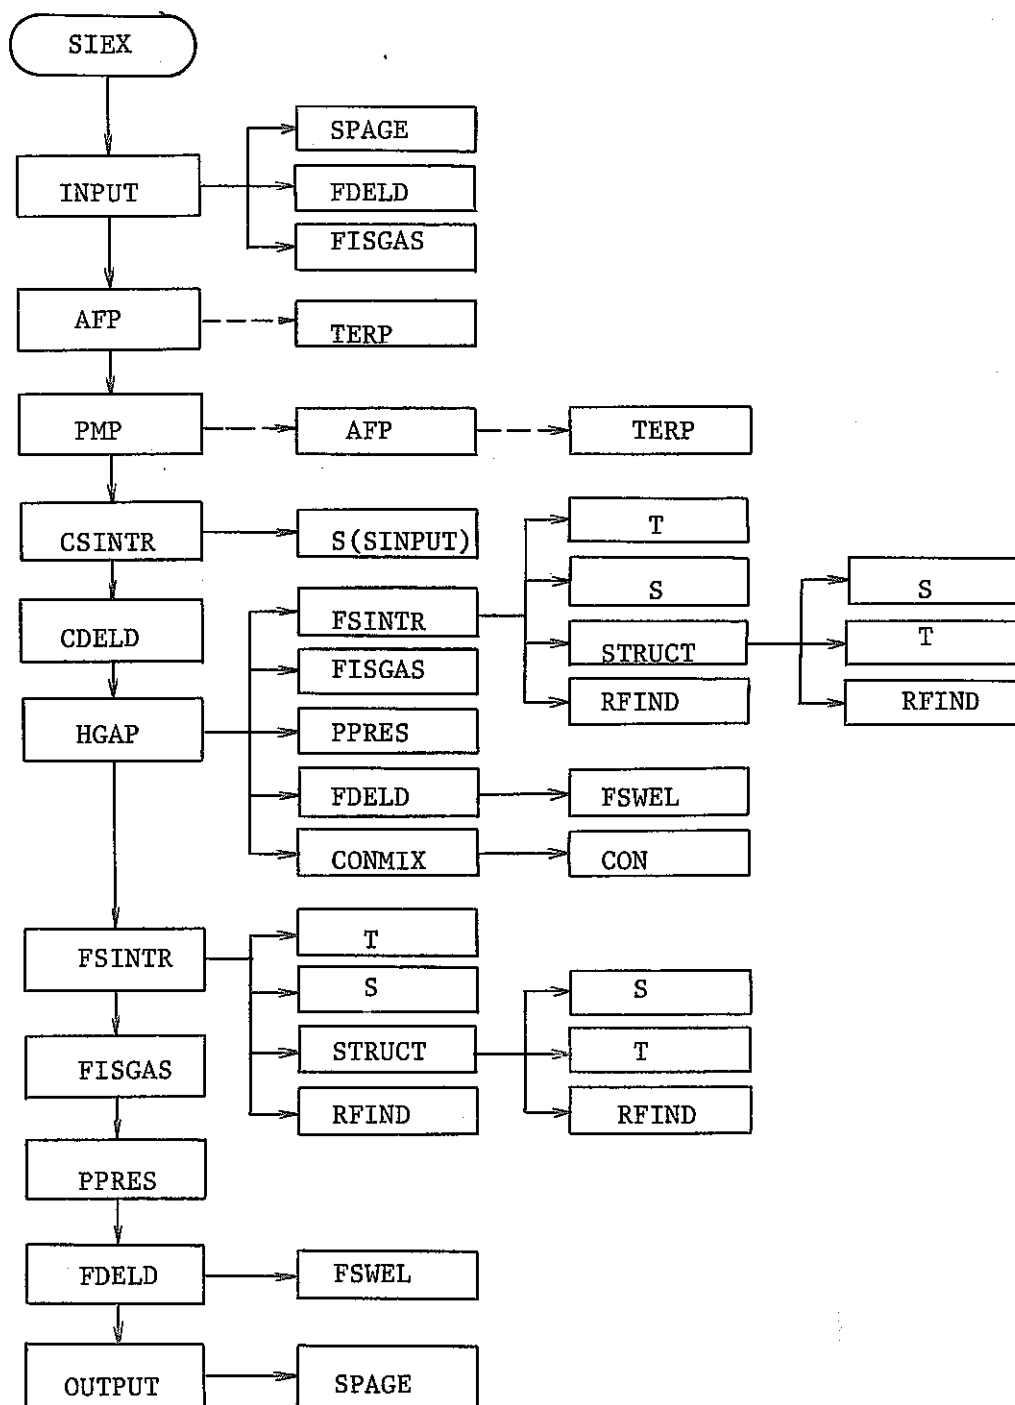 SIEX
SPAGE
INPUT
FDELD
FISGAS
AFP
TERP
PMP
AFP
TERP
CSINTR
S(SINPUT)
T
S
S
CDELD
FSINTR
STRUCT
T
FISGAS
RFIND
RFIND
HGAP
PPRES
FDELD
FSWEL
CONMIX
CON
FSINTR
T
S
S
STRUCT
T
RFIND
RFIND
FISGAS
PPRES
FDELD
FSWEL
OUTPUT
SPAGE